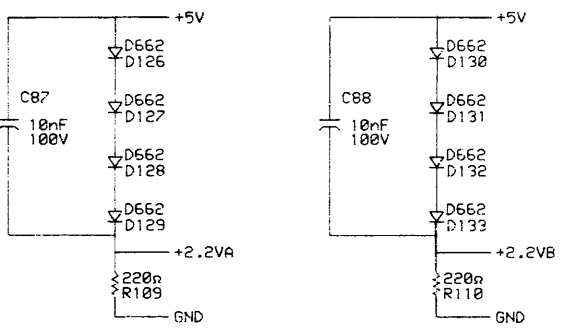 +5V
D662
D126
C87
D662
D127
10nF
100V
D662
D128
D662
D129
+2.2VA
220Ω
R109
GND
+5V
D662
D130
C88
D662
D131
10nF
100V
D662
D132
D662
D133
+2.2VB
220Ω
R110
GND